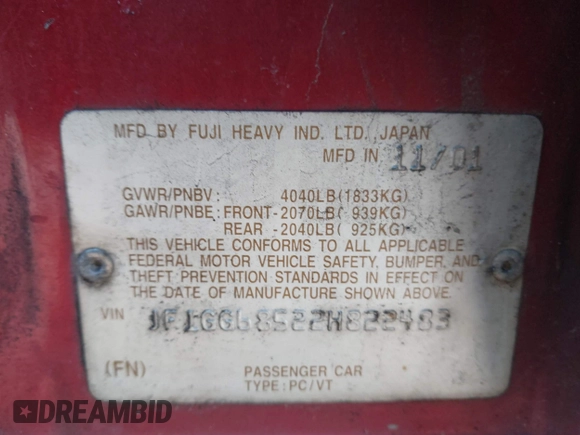 MFD BY FUJI HEAVY IND. LTD. JAPAN
MFD IN 11/01
GVWR/PNBV: 4040LB(1833KG)
GAWR/PNBE: FRONT-2070LB( 939KG)
REAR -2040LB( 925KG)
THIS VEHICLE CONFORMS TO ALL APPLICABLE
FEDERAL MOTOR VEHICLE SAFETY, BUMPER, AND
THEFT PREVENTION STANDARDS IN EFFECT ON
THE DATE OF MANUFACTURE SHOWN ABOVE.
VIN
(FN) PASSENGER CAR
TYPE: PC/VT
DREAMBID